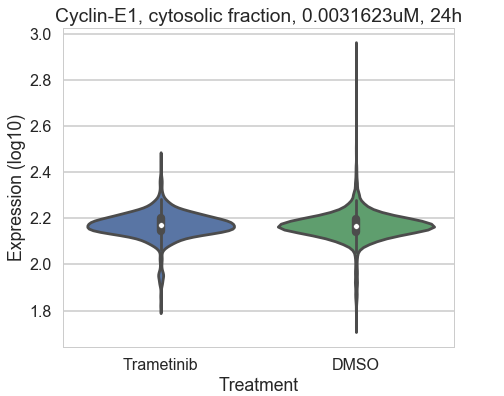 Cyclin-E1, cytosolic fraction, 0.0031623uM, 24h
3.0
2.8
2.6
2.4
2.2
2.0
1.8
Expression (log10)
Trametinib
DMSO
Treatment